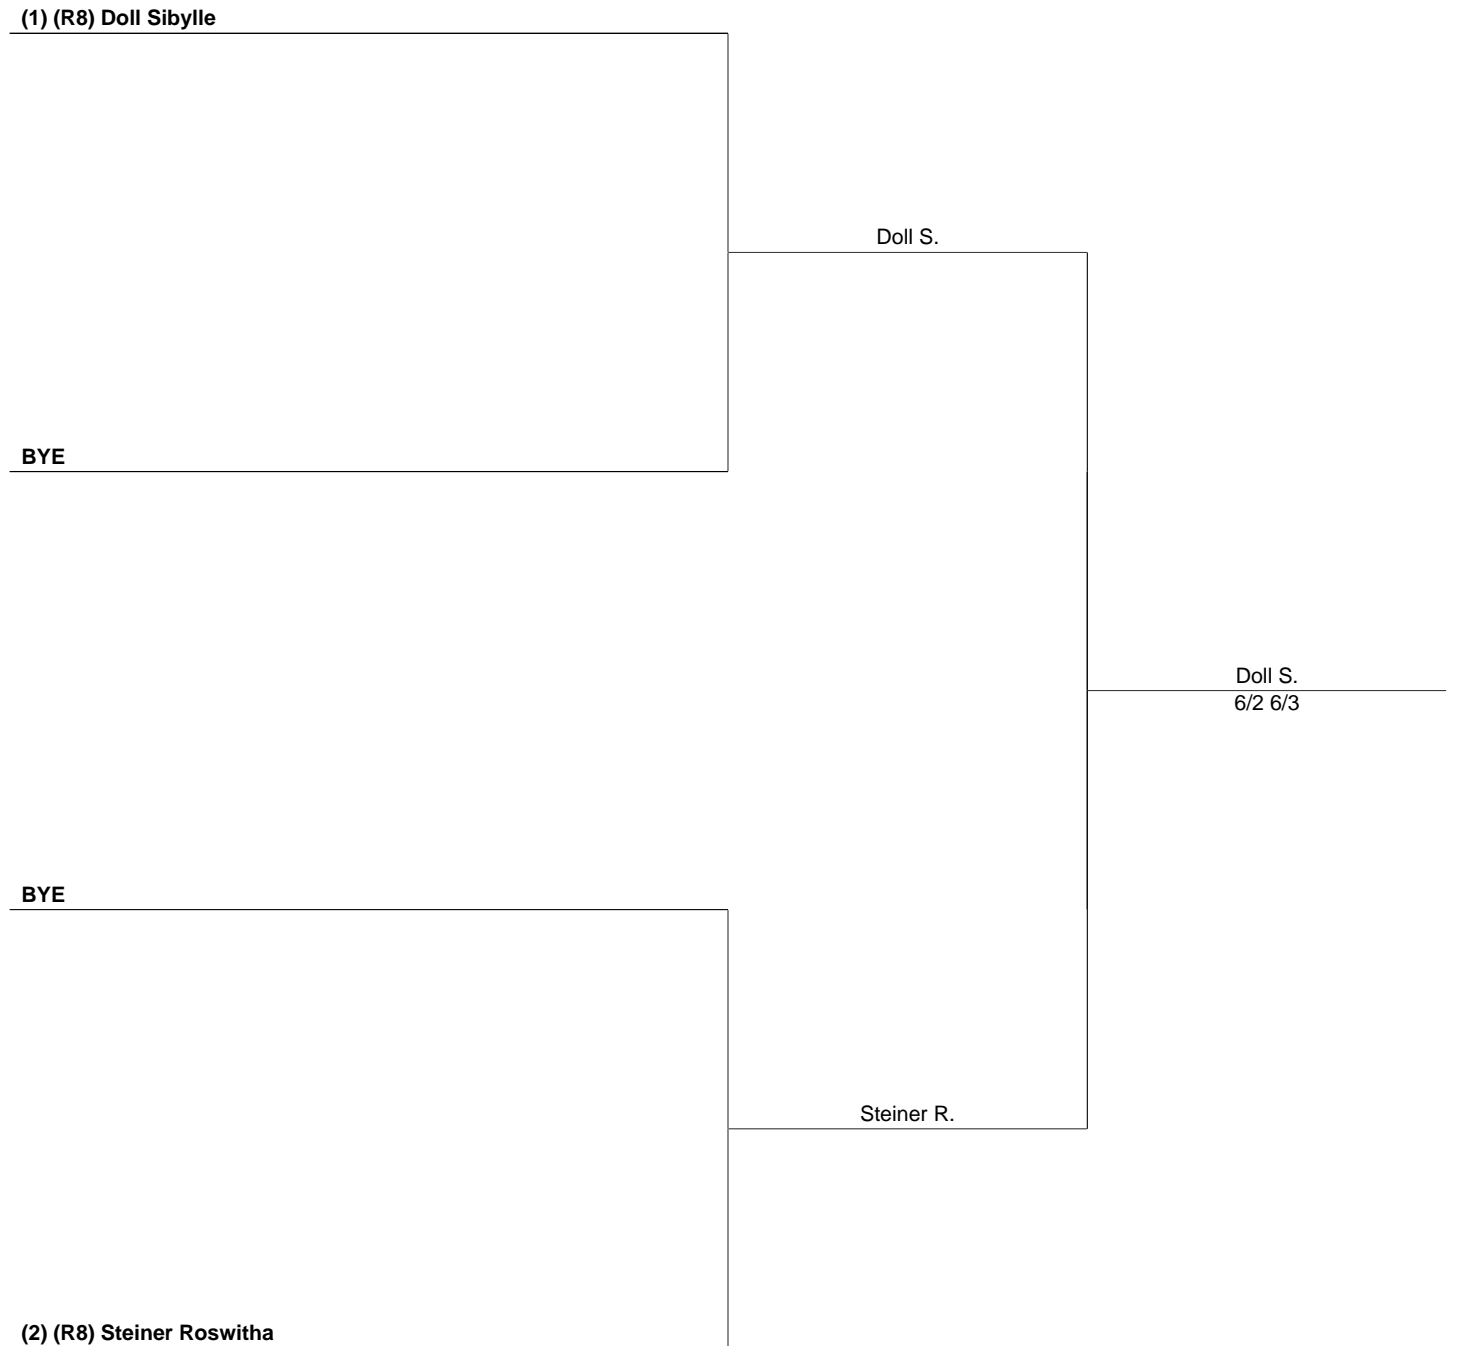 (1) (R8) Doll Sibylle
Doll S.
BYE
Doll S.
6/2 6/3
BYE
Steiner R.
(2) (R8) Steiner Roswitha